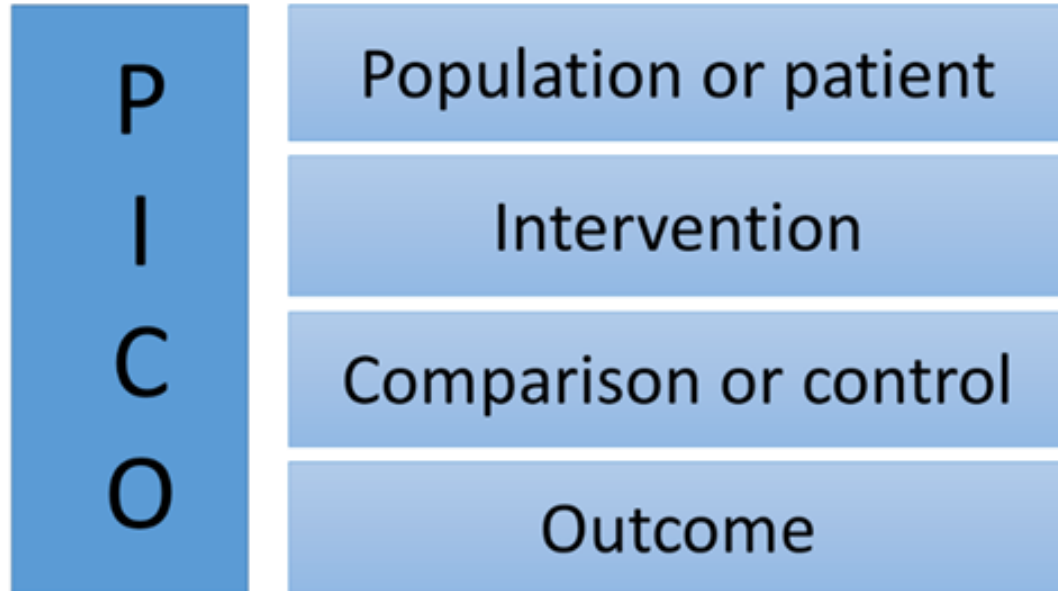 P
Population or patient
I
Intervention
C
Comparison or control
O
Outcome